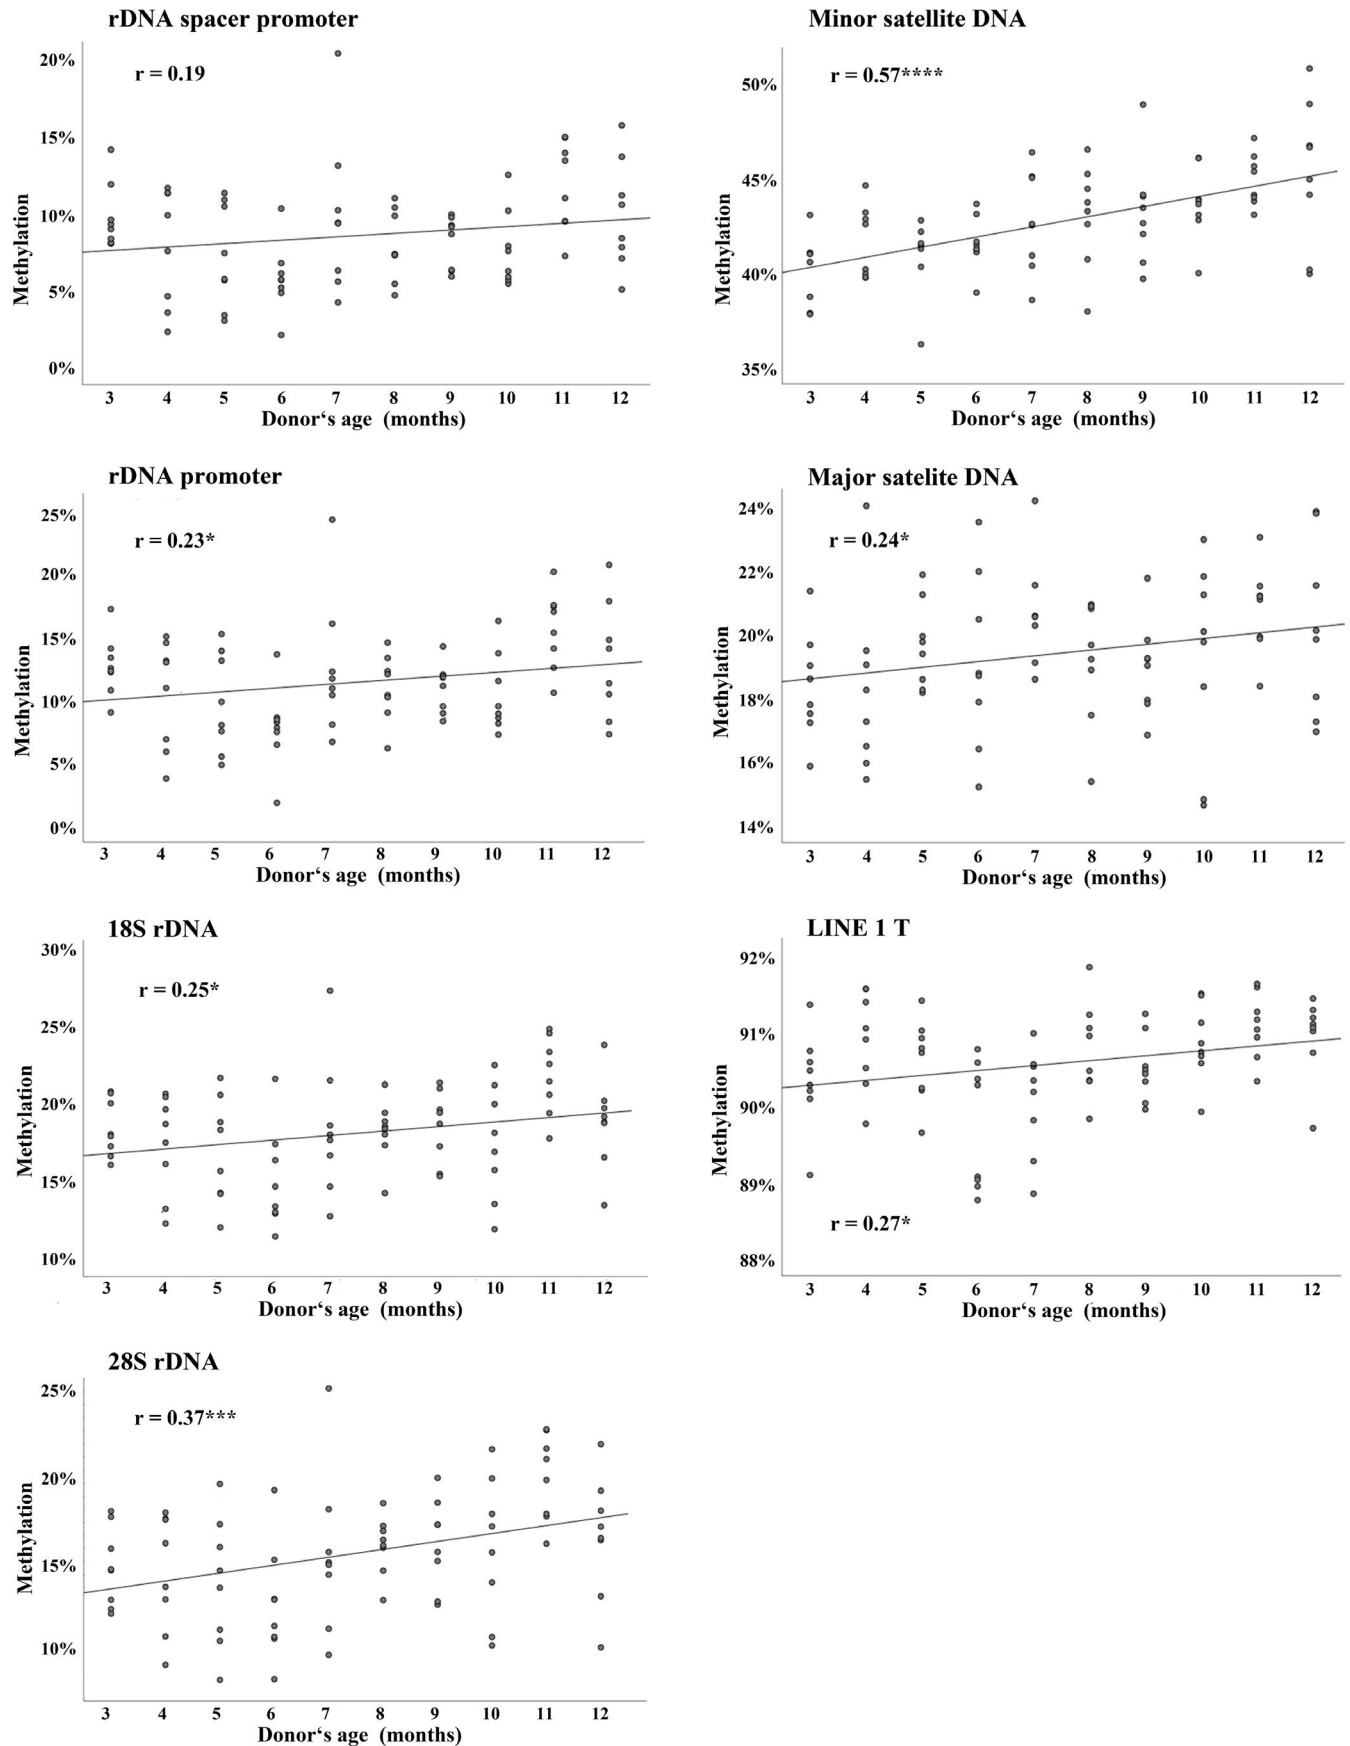 rDNA spacer promoter
r = 0.19
20%
15%
10%
5%
0%
Methylation
3 4 5 6 7 8 9 10 11 12
Donor‘s age (months)
Minor satellite DNA
r = 0.57****
50%
45%
40%
35%
Methylation
3 4 5 6 7 8 9 10 11 12
Donor‘s age (months)
rDNA promoter
r = 0.23*
25%
20%
15%
10%
5%
0%
Methylation
3 4 5 6 7 8 9 10 11 12
Donor‘s age (months)
Major satelite DNA
r = 0.24*
24%
22%
20%
18%
16%
14%
Methylation
3 4 5 6 7 8 9 10 11 12
Donor‘s age (months)
18S rDNA
r = 0.25*
30%
25%
20%
15%
10%
Methylation
3 4 5 6 7 8 9 10 11 12
Donor‘s age (months)
LINE 1 T
92%
91%
90%
89%
88%
r = 0.27*
Methylation
3 4 5 6 7 8 9 10 11 12
Donor‘s age (months)
28S rDNA
r = 0.37***
25%
20%
15%
10%
Methylation
3 4 5 6 7 8 9 10 11 12
Donor‘s age (months)